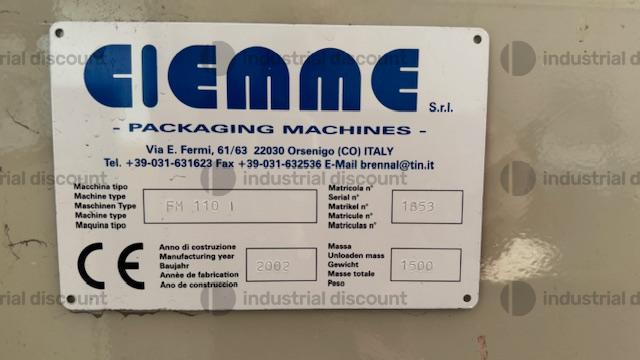 CIEMME S.r.l.
- PACKAGING MACHINES -
Via E. Fermi, 61/63 22030 Orsenigo (CO) ITALY
Tel. +39-031-631623 Fax +39-031-632536 E-Mail brennal@tin.it
Macchina tipo
Machine type
Maschinen Type
Machine type
Maquina tipo
FM 110 I
Matricola n°
Serial n°
Matrikel n°
Matricule n°
Matriculas n°
1853
CE
Anno di costruzione
Manufacturing year
Baujahr
Année de fabrication
Ano de construcción
2002
Massa
Unloaden mass
Gewicht
Masse totale
Peso
1500
industrial discount
industrial discount
industrial discount
industrial discount
industrial discount
industrial discount